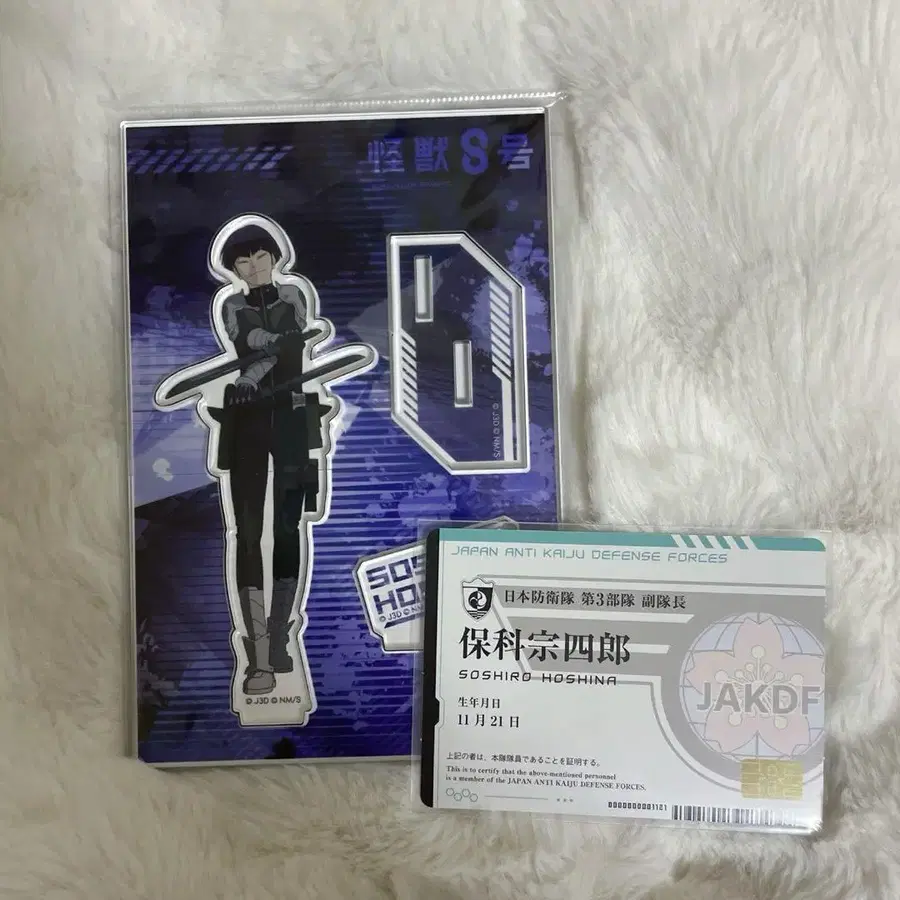 怪獣8号
© J3D © NM/S
SOS
HO
© J3D © NM
© J3D © NM/S
JAPAN ANTI KAIJU DEFENSE FORCES
日本防衛隊 第3部隊 副隊長
保科宗四郎
SOSHIRO HOSHINA
JAKDF
生年月日
11月21日
上記の者は、本隊隊員であることを証明する。
This is to certify that the above-mentioned personnel
is a member of the JAPAN ANTI KAIJU DEFENSE FORCES.